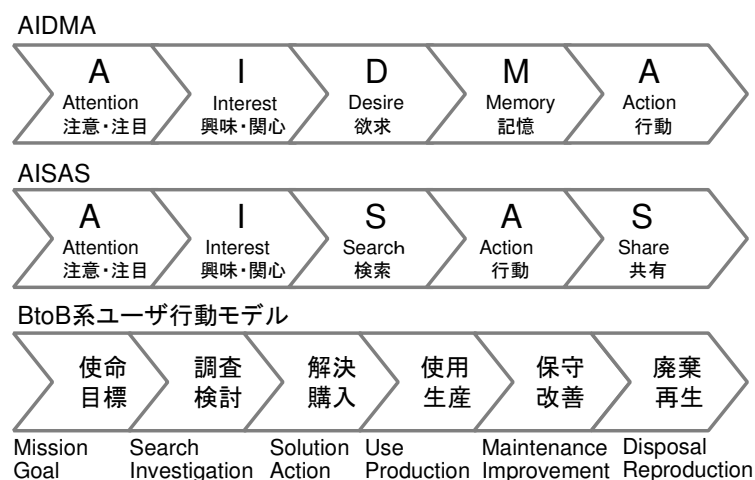 AIDMA
A I D M A
Attention Interest Desire Memory Action
注意・注目 興味・関心 欲求 記憶 行動
AISAS
A I S A S
Attention Interest Search Action Share
注意・注目 興味・関心 検索 行動 共有
BtoB系ユーザ行動モデル
使命 調査 解決 使用 保守 廃棄
目標 検討 購入 生産 改善 再生
Mission Search Solution Use Maintenance Disposal
Goal Investigation Action Production Improvement Reproduction